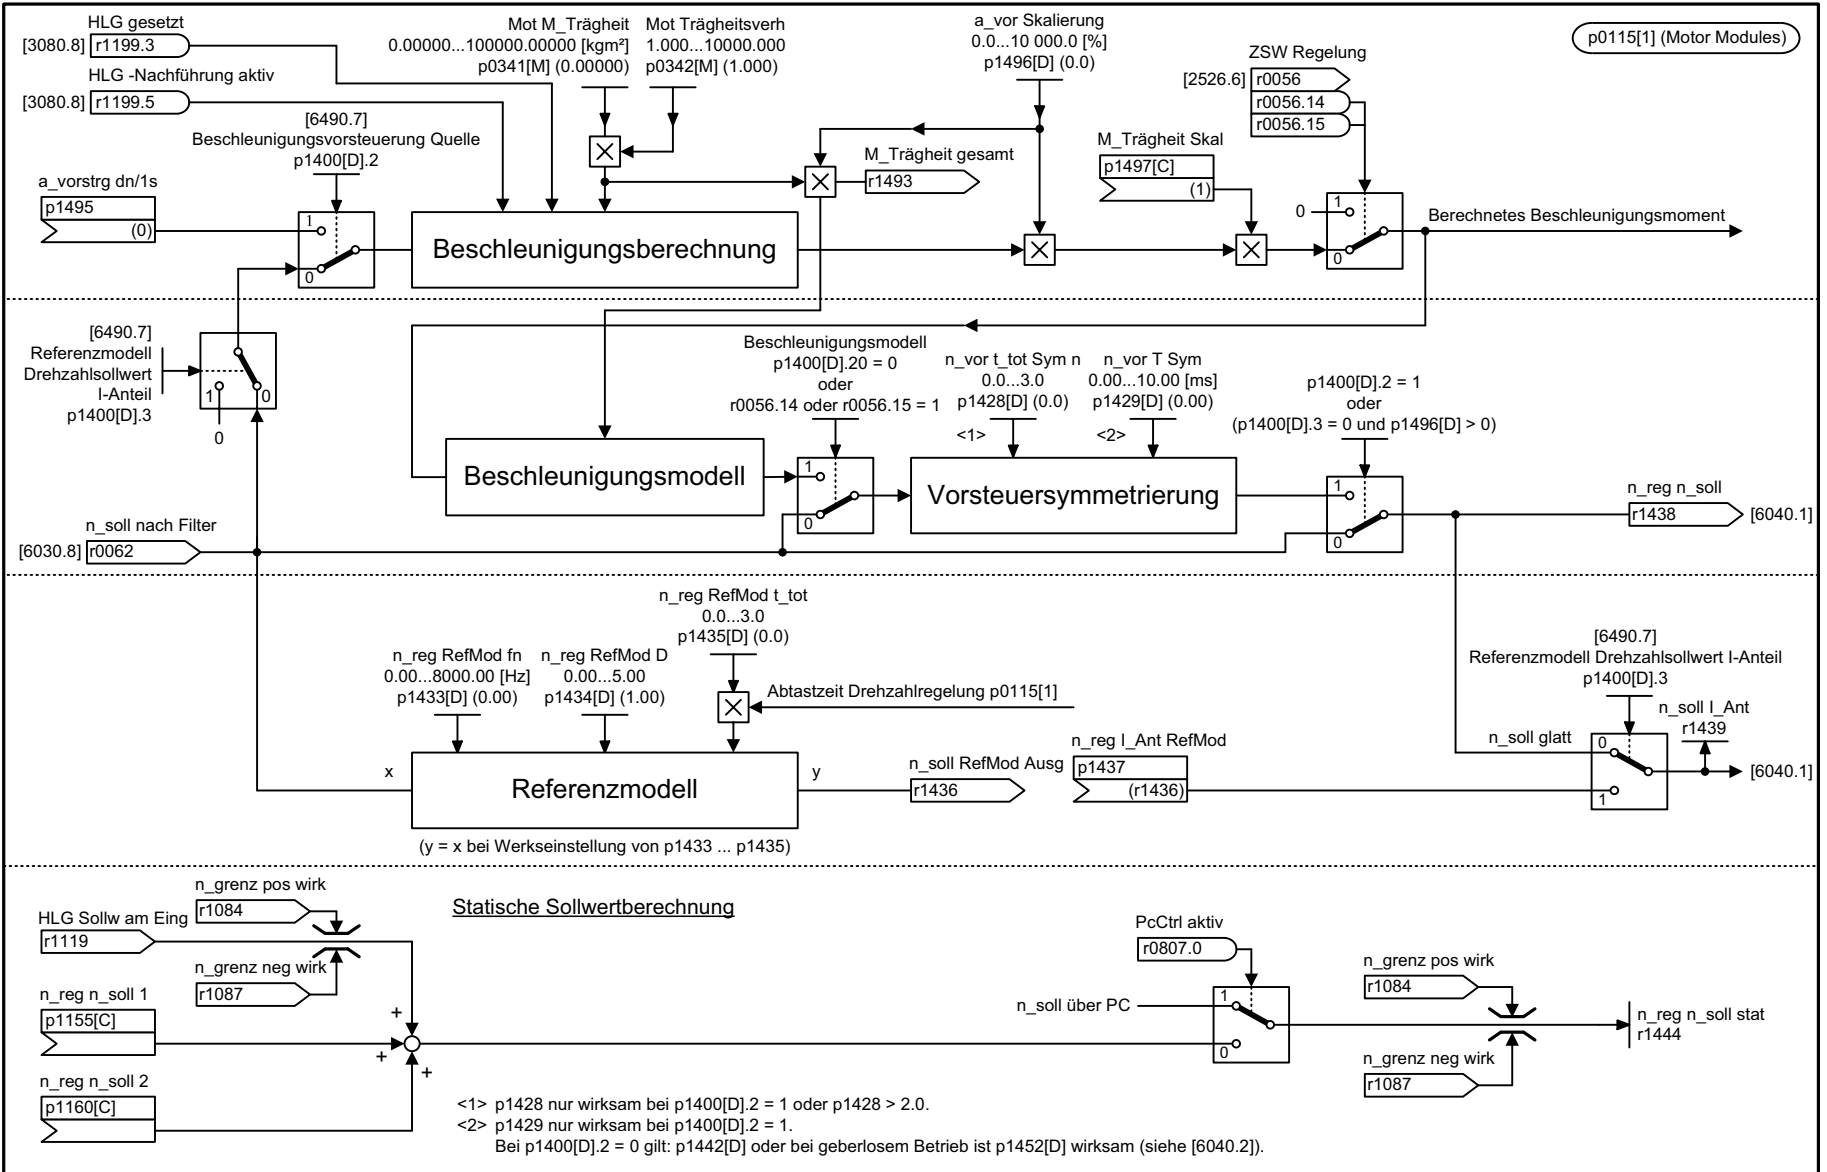 HLG gesetzt
[3080.8] r1199.3
HLG -Nachführung aktiv
[3080.8] r1199.5
Mot M_Trägheit
0.00000...100000.00000 [kgm²]
p0341[M] (0.00000)
Mot Trägheitsverh
1.000...10000.000
p0342[M] (1.000)
a_vor Skalierung
0.0...10 000.0 [%]
p1496[D] (0.0)
p0115[1] (Motor Modules)
ZSW Regelung
[2526.6] r0056
r0056.14
r0056.15
[6490.7]
Beschleunigungsvorsteuerung Quelle
p1400[D].2
M_Trägheit gesamt
r1493
M_Trägheit Skal
p1497[C]
(1)
a_vorstrg dn/1s
p1495
(0)
1
0
Beschleunigungsberechnung
0
1
0
Berechnetes Beschleunigungsmoment
[6490.7]
Referenzmodell
Drehzahlsollwert
I-Anteil
p1400[D].3
1
0
0
Beschleunigungsmodell
p1400[D].20 = 0
oder
r0056.14 oder r0056.15 = 1
n_vor t_tot Sym n
0.0...3.0
p1428[D] (0.0)
<1>
n_vor T Sym
0.00...10.00 [ms]
p1429[D] (0.00)
<2>
p1400[D].2 = 1
oder
(p1400[D].3 = 0 und p1496[D] > 0)
Beschleunigungsmodell
1
0
Vorsteuersymmetrierung
1
0
n_reg n_soll
r1438 [6040.1]
n_soll nach Filter
[6030.8] r0062
n_reg RefMod t_tot
0.0...3.0
p1435[D] (0.0)
n_reg RefMod fn
0.00...8000.00 [Hz]
p1433[D] (0.00)
n_reg RefMod D
0.00...5.00
p1434[D] (1.00)
Abtastzeit Drehzahlregelung p0115[1]
[6490.7]
Referenzmodell Drehzahlsollwert I-Anteil
p1400[D].3
n_soll I_Ant
r1439
n_soll glatt
0
1
[6040.1]
x
Referenzmodell
y
n_soll RefMod Ausg
r1436
n_reg I_Ant RefMod
p1437
(r1436)
(y = x bei Werkseinstellung von p1433 ... p1435)
Statische Sollwertberechnung
n_grenz pos wirk
r1084
HLG Sollw am Eing
r1119
n_grenz neg wirk
r1087
n_reg n_soll 1
p1155[C]
+
+
+
n_reg n_soll 2
p1160[C]
PcCtrl aktiv
r0807.0
n_soll über PC
1
0
n_grenz pos wirk
r1084
n_grenz neg wirk
r1087
n_reg n_soll stat
r1444
<1> p1428 nur wirksam bei p1400[D].2 = 1 oder p1428 > 2.0.
<2> p1429 nur wirksam bei p1400[D].2 = 1.
Bei p1400[D].2 = 0 gilt: p1442[D] oder bei geberlosem Betrieb ist p1452[D] wirksam (siehe [6040.2]).